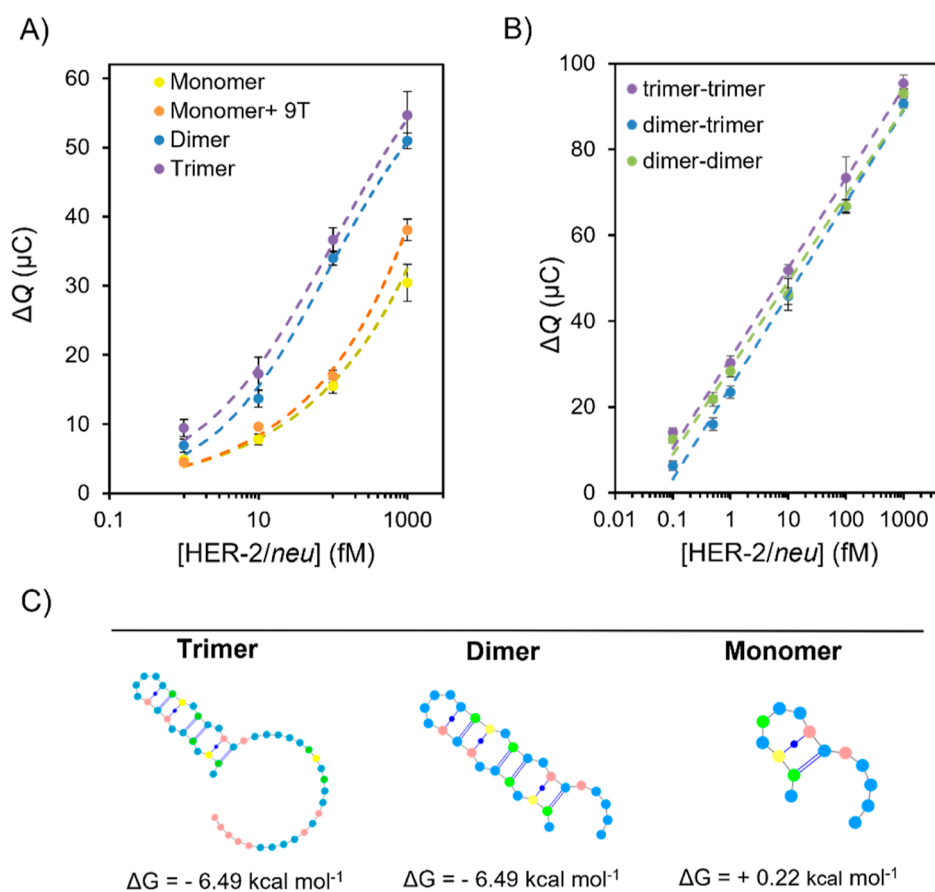 A)
60
50
40
30
20
10
0
ΔQ (µC)
Monomer
Monomer+ 9T
Dimer
Trimer
0.1 10 1000
[HER-2/neu] (fM)
B)
100
80
60
40
20
0
ΔQ (µC)
trimer-trimer
dimer-trimer
dimer-dimer
0.01 0.1 1 10 100 1000
[HER-2/neu] (fM)
C)
Trimer Dimer Monomer
ΔG = - 6.49 kcal mol⁻¹ ΔG = - 6.49 kcal mol⁻¹ ΔG = + 0.22 kcal mol⁻¹